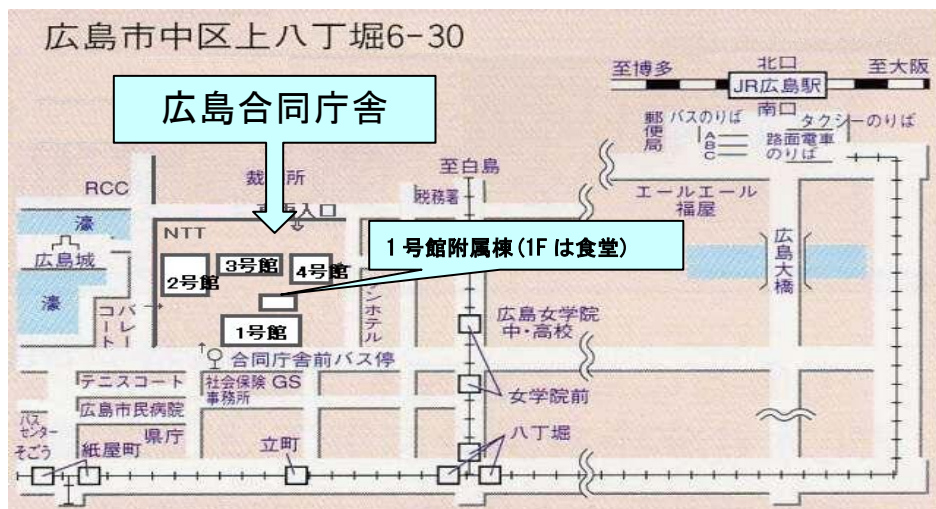 広島市中区上八丁堀6-30
広島合同庁舎
至博多
北口
至大阪
JR広島駅
南口
郵便局
バスのりば
A
B
C
タクシーのりば
路面電車
のりば
エールエール
福屋
広島大橋
至白島
税務署
RCC
裁
所
入口
NTT
濠
広島城
濠
バレー
コート
2号館
3号館
4号館
1号館附属棟(1Fは食堂)
1号館
ンホテル
合同庁舎前バス停
広島女学院
中・高校
女学院前
八丁堀
テニスコート
社会保険
事務所
GS
広島市民病院
県庁
バス
センター
そごう
紙屋町
立町